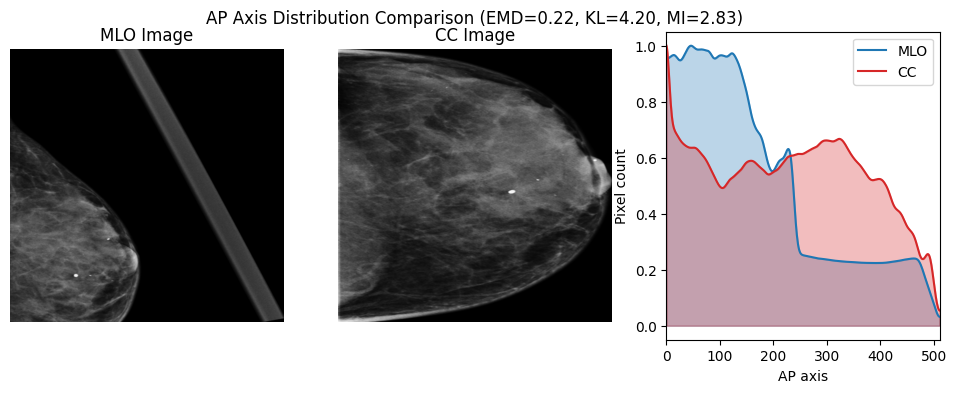 AP Axis Distribution Comparison (EMD=0.22, KL=4.20, MI=2.83)
MLO Image
CC Image
MLO
CC
Pixel count
1.0
0.8
0.6
0.4
0.2
0.0
0 100 200 300 400 500
AP axis